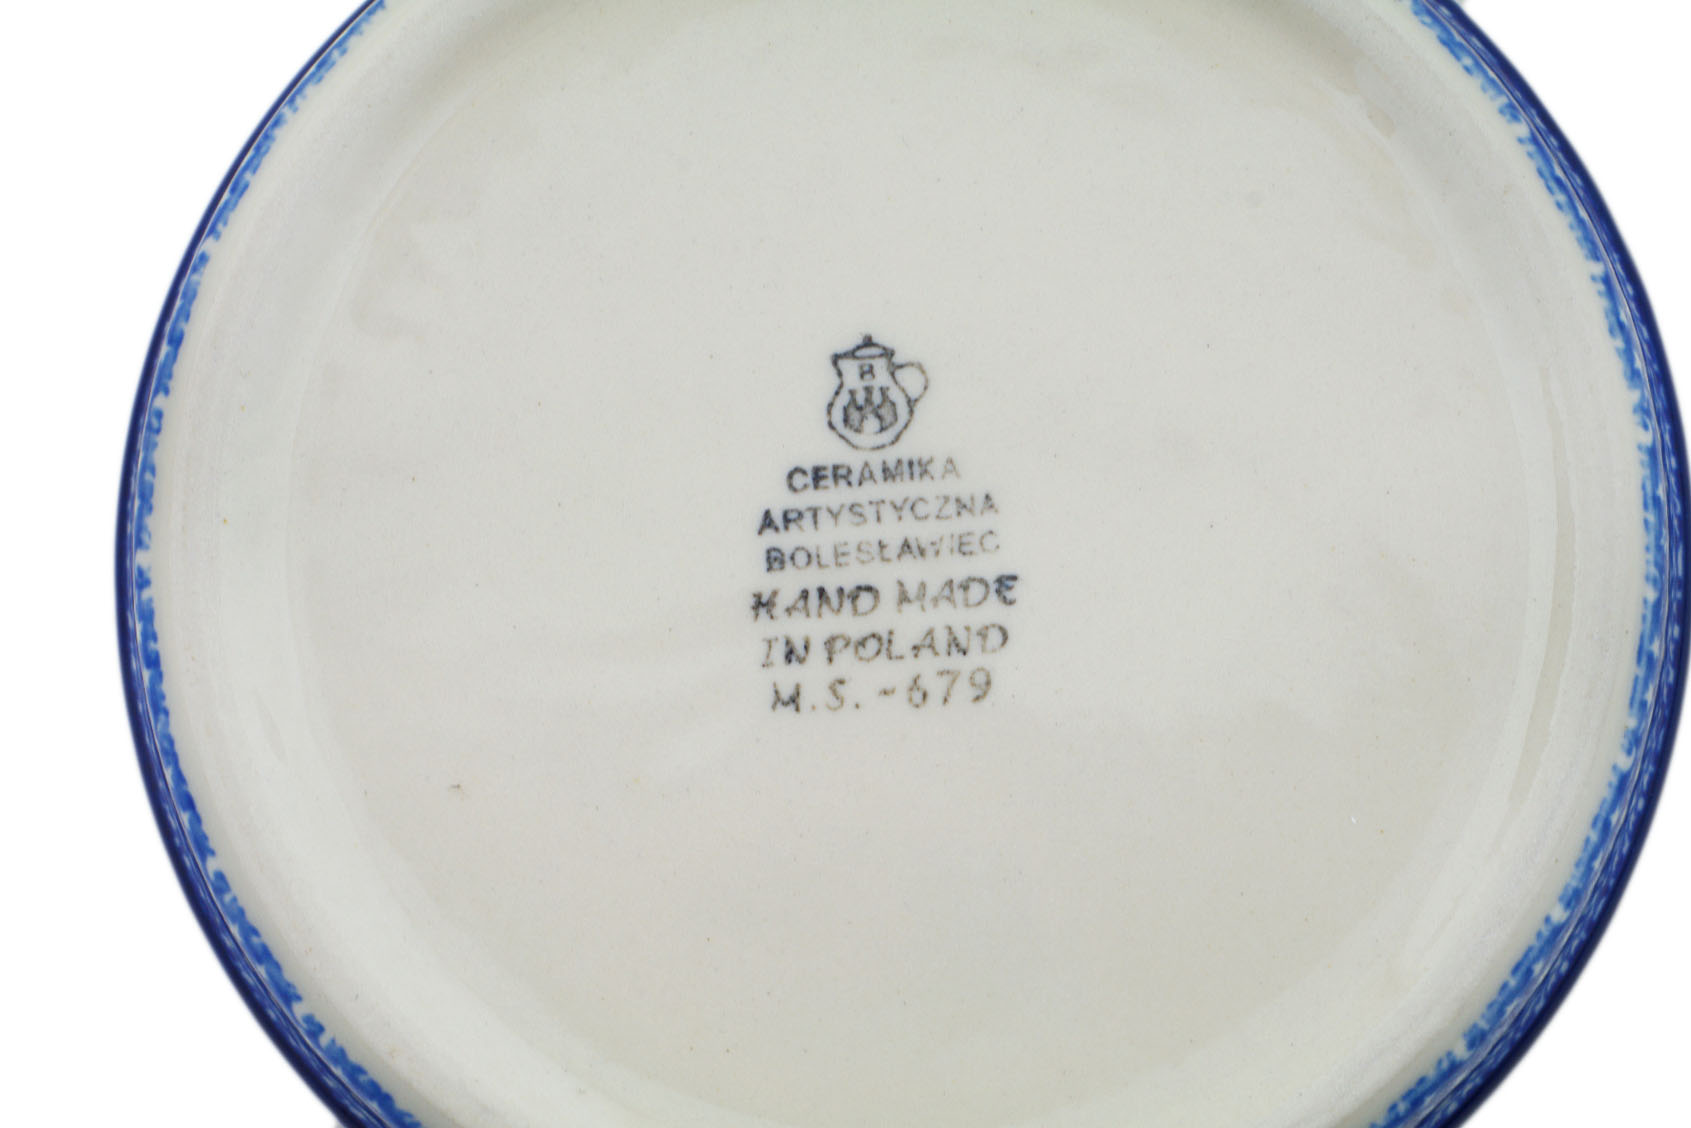 B
CERAMIKA
ARTYSTYCZNA
BOLESŁAWIEC
HAND MADE
IN POLAND
M.S. -679